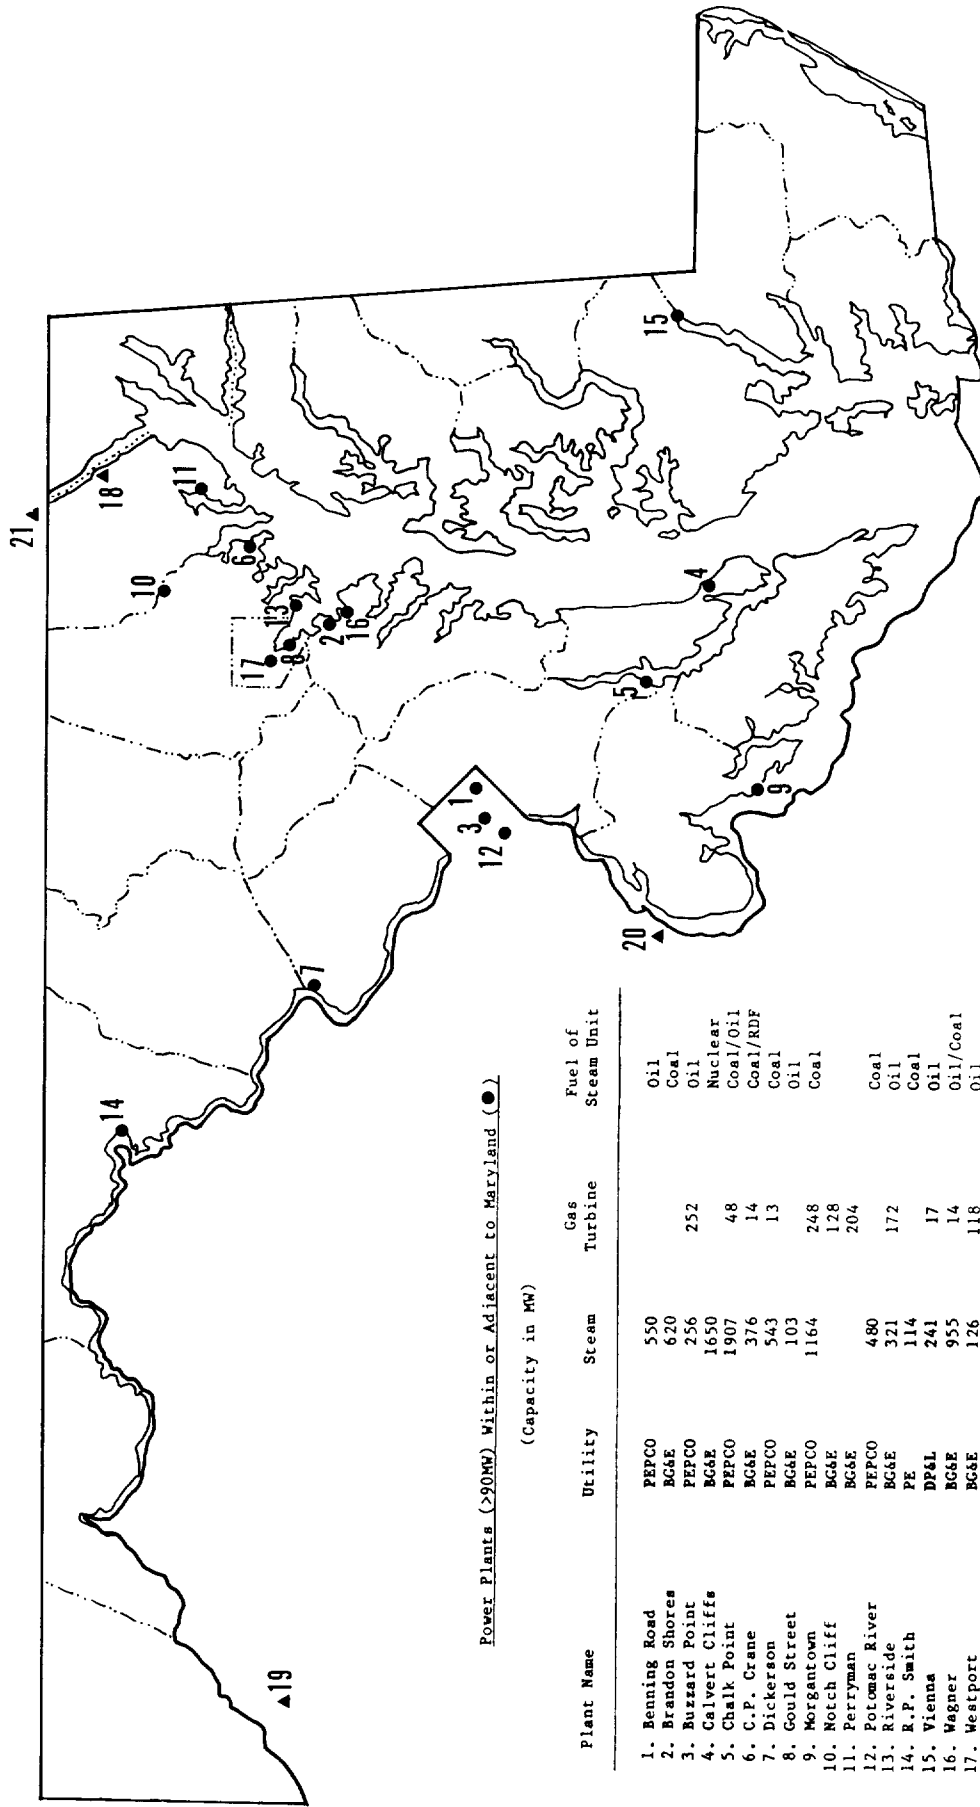 21
18
11
6
10
13
2
16
8
17
15
4
5
9
1
3
12
20
7
14
19
Power Plants (>90MW) Within or Adjacent to Maryland (●)
(Capacity in MW)
Plant Name Utility Steam Gas Turbine Fuel of Steam Unit
1. Benning Road PEPCO 550 Oil
2. Brandon Shores BG&E 620 Coal
3. Buzzard Point PEPCO 256 252 Oil
4. Calvert Cliffs BG&E 1650 Nuclear
5. Chalk Point PEPCO 1907 48 Coal/Oil
6. C.P. Crane BG&E 376 14 Coal/RDF
7. Dickerson PEPCO 543 13 Coal
8. Gould Street BG&E 103 Oil
9. Morgantown PEPCO 1164 248 Coal
10. Notch Cliff BG&E 128
11. Perryman BG&E 204
12. Potomac River PEPCO 480 Coal
13. Riverside BG&E 321 172 Oil
14. R.P. Smith PE 114 Coal
15. Vienna DP&L 241 17 Oil
16. Wagner BG&E 955 14 Oil/Coal
17. Westport BG&E 126 118 Oil